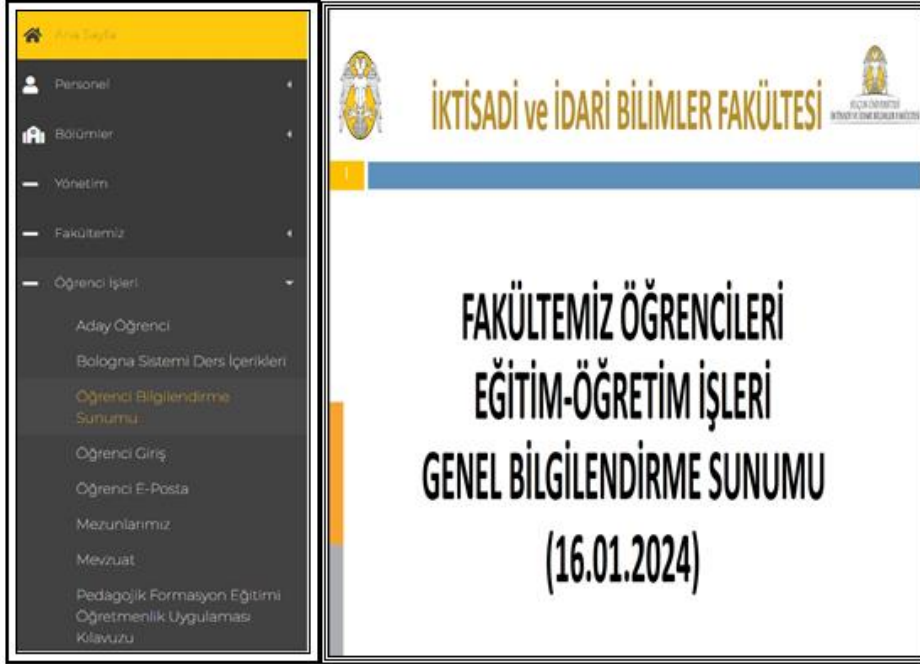 Ana Sayfa
Personel
Bölümler
Yönetim
Fakültemiz
Öğrenci İşleri
Aday Öğrenci
Bologna Sistemi Ders İçerikleri
Öğrenci Bilgilendirme
Sunumu
Öğrenci Giriş
Öğrenci E-Posta
Mezunlarımız
Mevzuat
Pedagojik Formasyon Eğitimi
Öğretmenlik Uygulaması
Kılavuzu
İKTİSADİ ve İDARİ BİLİMLER FAKÜLTESİ
1
FAKÜLTEMİZ ÖĞRENCİLERİ
EĞİTİM-ÖĞRETİM İŞLERİ
GENEL BİLGİLENDİRME SUNUMU
(16.01.2024)